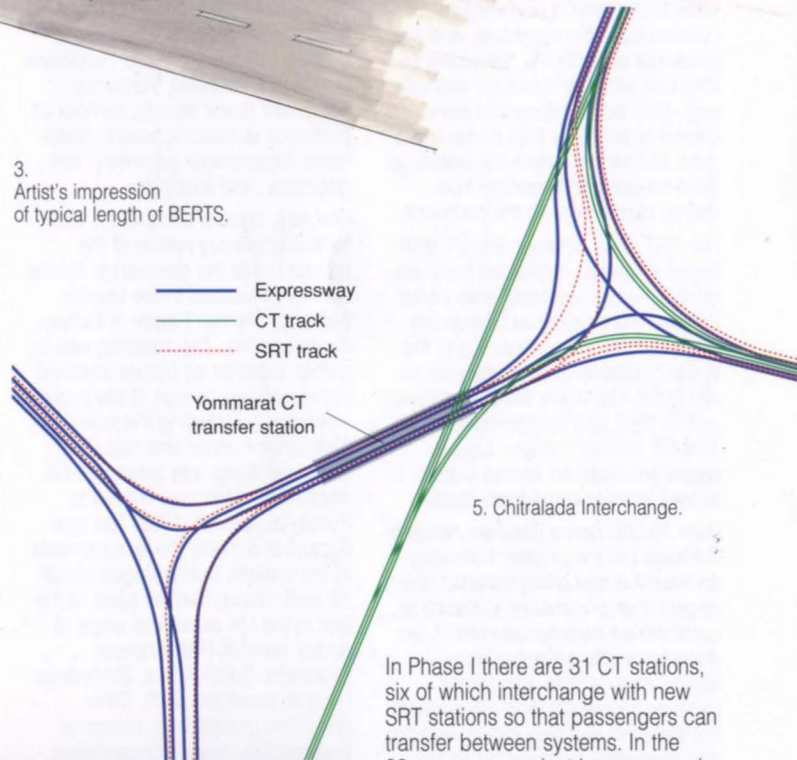 3.
Artist's impression
of typical length of BERTS.
Expressway
CT track
SRT track
Yommarat CT
transfer station
5. Chitralada Interchange.
In Phase I there are 31 CT stations,
six of which interchange with new
SRT stations so that passengers can
transfer between systems. In the